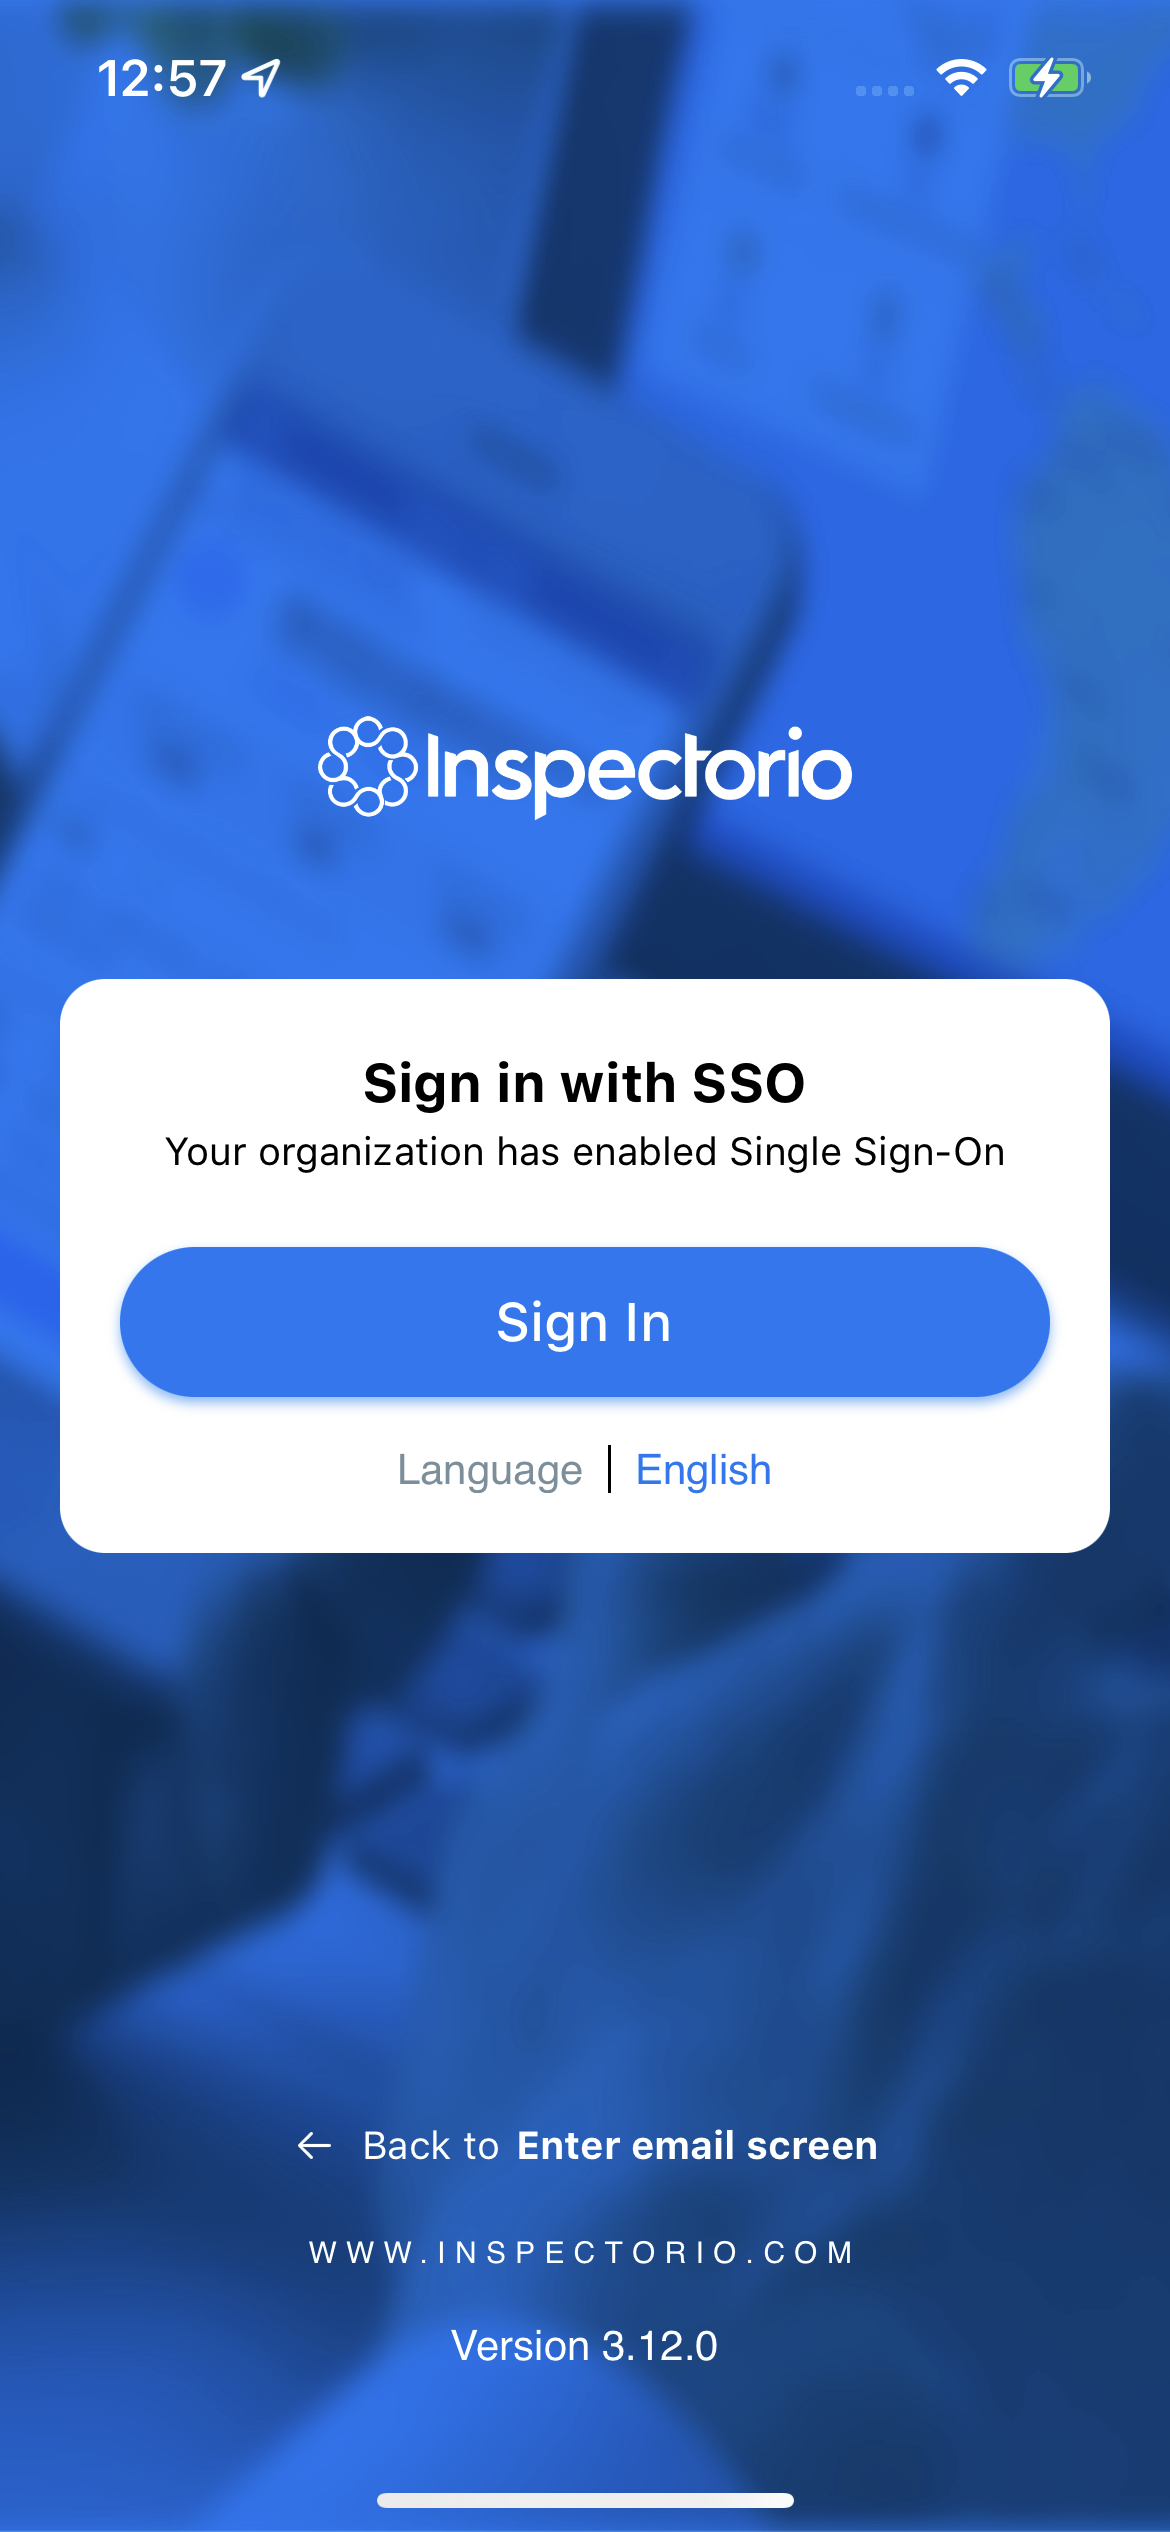 12:57
Inspectorio
Sign in with SSO
Your organization has enabled Single Sign-On
Sign In
Language | English
← Back to Enter email screen
WWW.INSPECTORIO.COM
Version 3.12.0